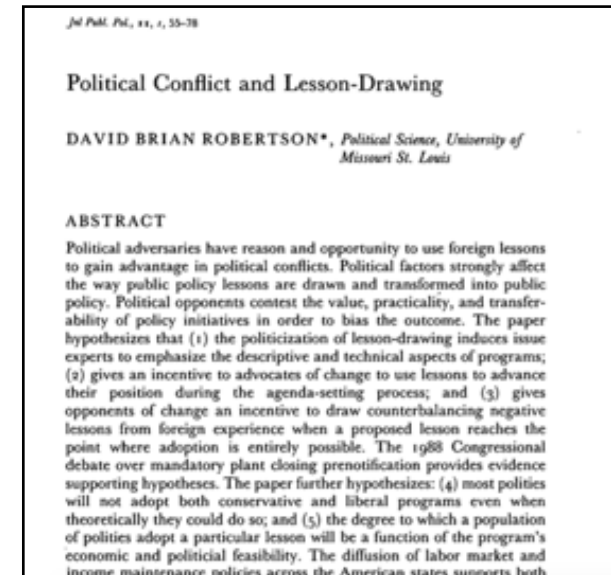 Jnl Publ. Pol., 11, 1, 55–78
Political Conflict and Lesson-Drawing
DAVID BRIAN ROBERTSON*, Political Science, University of
Missouri St. Louis
ABSTRACT
Political adversaries have reason and opportunity to use foreign lessons
to gain advantage in political conflicts. Political factors strongly affect
the way public policy lessons are drawn and transformed into public
policy. Political opponents contest the value, practicality, and transfer-
ability of policy initiatives in order to bias the outcome. The paper
hypothesizes that (1) the politicization of lesson-drawing induces issue
experts to emphasize the descriptive and technical aspects of programs;
(2) gives an incentive to advocates of change to use lessons to advance
their position during the agenda-setting process; and (3) gives
opponents of change an incentive to draw counterbalancing negative
lessons from foreign experience when a proposed lesson reaches the
point where adoption is entirely possible. The 1988 Congressional
debate over mandatory plant closing prenotification provides evidence
supporting hypotheses. The paper further hypothesizes: (4) most polities
will not adopt both conservative and liberal programs even when
theoretically they could do so; and (5) the degree to which a population
of polities adopt a particular lesson will be a function of the program's
economic and politicial feasibility. The diffusion of labor market and
income maintenance policies across the American states supports both